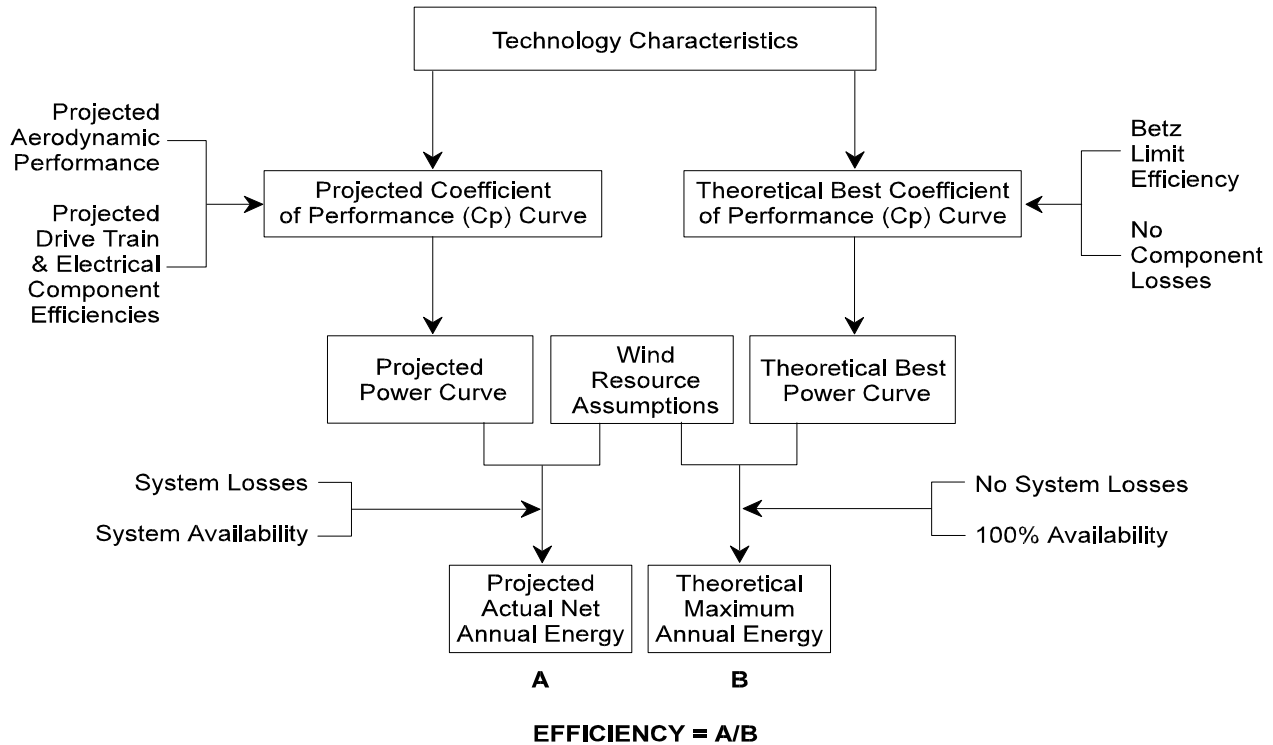 Technology Characteristics
Projected
Aerodynamic
Performance
Projected
Drive Train
& Electrical
Component
Efficiencies
Projected Coefficient
of Performance (Cp) Curve
Theoretical Best Coefficient
of Performance (Cp) Curve
Betz
Limit
Efficiency
No
Component
Losses
Projected
Power Curve
Wind
Resource
Assumptions
Theoretical Best
Power Curve
System Losses
System Availability
No System Losses
100% Availability
Projected
Actual Net
Annual Energy
Theoretical
Maximum
Annual Energy
A
B
EFFICIENCY = A/B